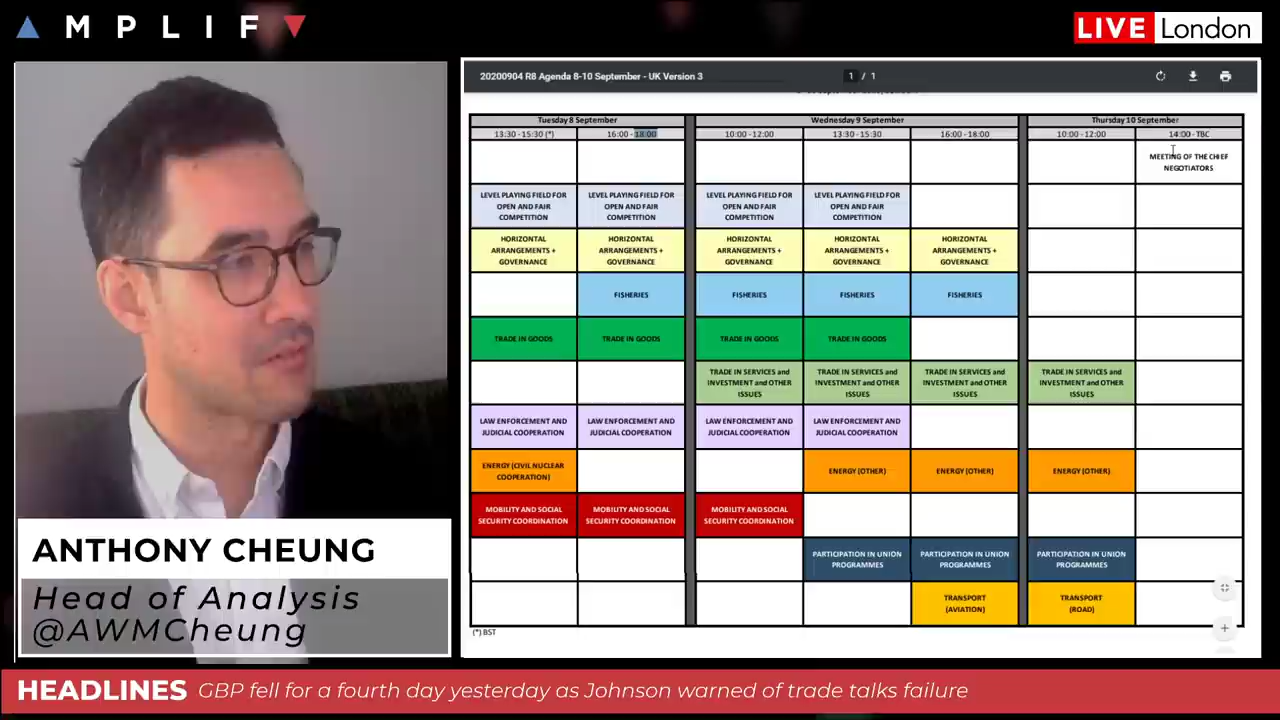 AMPLIFY
LIVE London
20200904 R8 Agenda 8-10 September - UK Version 3
1 / 1
Tuesday 8 September
Wednesday 9 September
Thursday 10 September
13:30 - 15:30 (*)
16:00 - 18:00
10:00 - 12:00
13:30 - 15:30
16:00 - 18:00
10:00 - 12:00
14:00 - TBC
MEETING OF THE CHIEF
NEGOTIATORS
LEVEL PLAYING FIELD FOR
OPEN AND FAIR
COMPETITION
LEVEL PLAYING FIELD FOR
OPEN AND FAIR
COMPETITION
LEVEL PLAYING FIELD FOR
OPEN AND FAIR
COMPETITION
LEVEL PLAYING FIELD FOR
OPEN AND FAIR
COMPETITION
HORIZONTAL
ARRANGEMENTS +
GOVERNANCE
HORIZONTAL
ARRANGEMENTS +
GOVERNANCE
HORIZONTAL
ARRANGEMENTS +
GOVERNANCE
HORIZONTAL
ARRANGEMENTS +
GOVERNANCE
HORIZONTAL
ARRANGEMENTS +
GOVERNANCE
FISHERIES
FISHERIES
FISHERIES
FISHERIES
TRADE IN GOODS
TRADE IN GOODS
TRADE IN GOODS
TRADE IN GOODS
TRADE IN SERVICES and
INVESTMENT and OTHER
ISSUES
TRADE IN SERVICES and
INVESTMENT and OTHER
ISSUES
TRADE IN SERVICES and
INVESTMENT and OTHER
ISSUES
TRADE IN SERVICES and
INVESTMENT and OTHER
ISSUES
LAW ENFORCEMENT AND
JUDICIAL COOPERATION
LAW ENFORCEMENT AND
JUDICIAL COOPERATION
LAW ENFORCEMENT AND
JUDICIAL COOPERATION
LAW ENFORCEMENT AND
JUDICIAL COOPERATION
ENERGY (CIVIL NUCLEAR
COOPERATION)
ENERGY (OTHER)
ENERGY (OTHER)
ENERGY (OTHER)
MOBILITY AND SOCIAL
SECURITY COORDINATION
MOBILITY AND SOCIAL
SECURITY COORDINATION
MOBILITY AND SOCIAL
SECURITY COORDINATION
PARTICIPATION IN UNION
PROGRAMMES
PARTICIPATION IN UNION
PROGRAMMES
PARTICIPATION IN UNION
PROGRAMMES
TRANSPORT
(AVIATION)
TRANSPORT
(ROAD)
(*) BST
ANTHONY CHEUNG
Head of Analysis
@AWMCheung
HEADLINES GBP fell for a fourth day yesterday as Johnson warned of trade talks failure